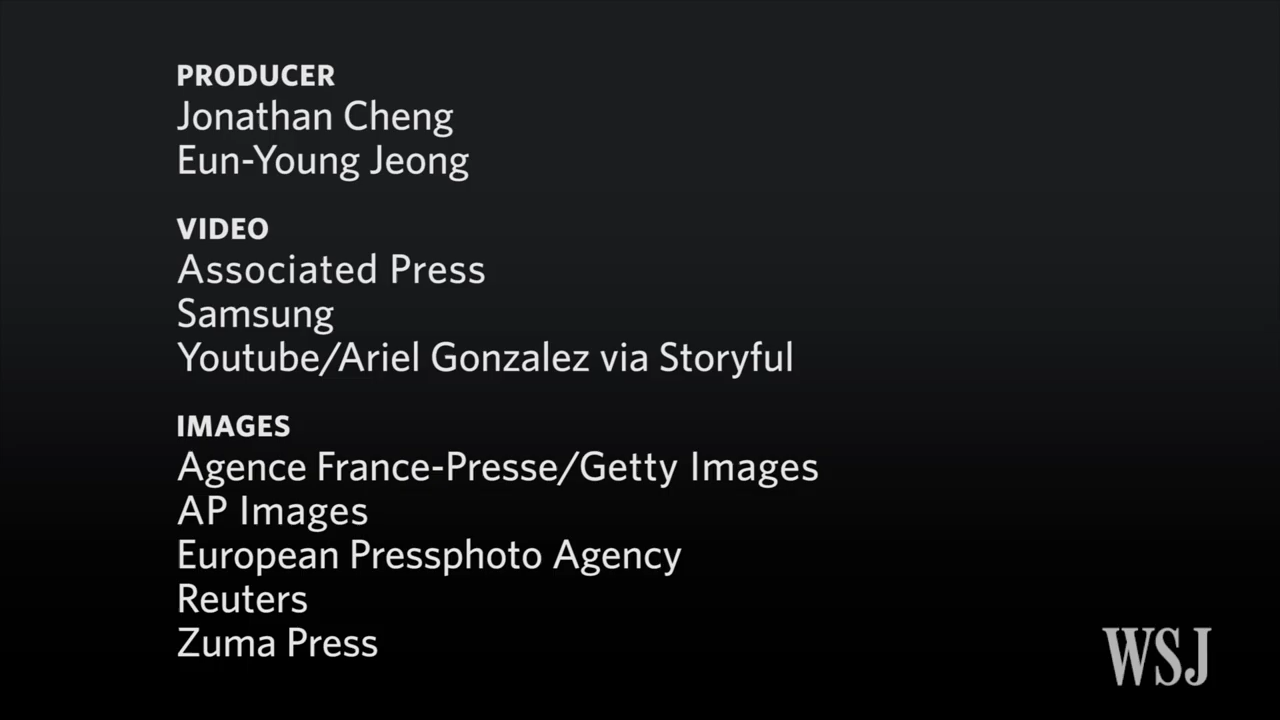 PRODUCER
Jonathan Cheng
Eun-Young Jeong
VIDEO
Associated Press
Samsung
Youtube/Ariel Gonzalez via Storyful
IMAGES
Agence France-Presse/Getty Images
AP Images
European Pressphoto Agency
Reuters
Zuma Press
WSJ